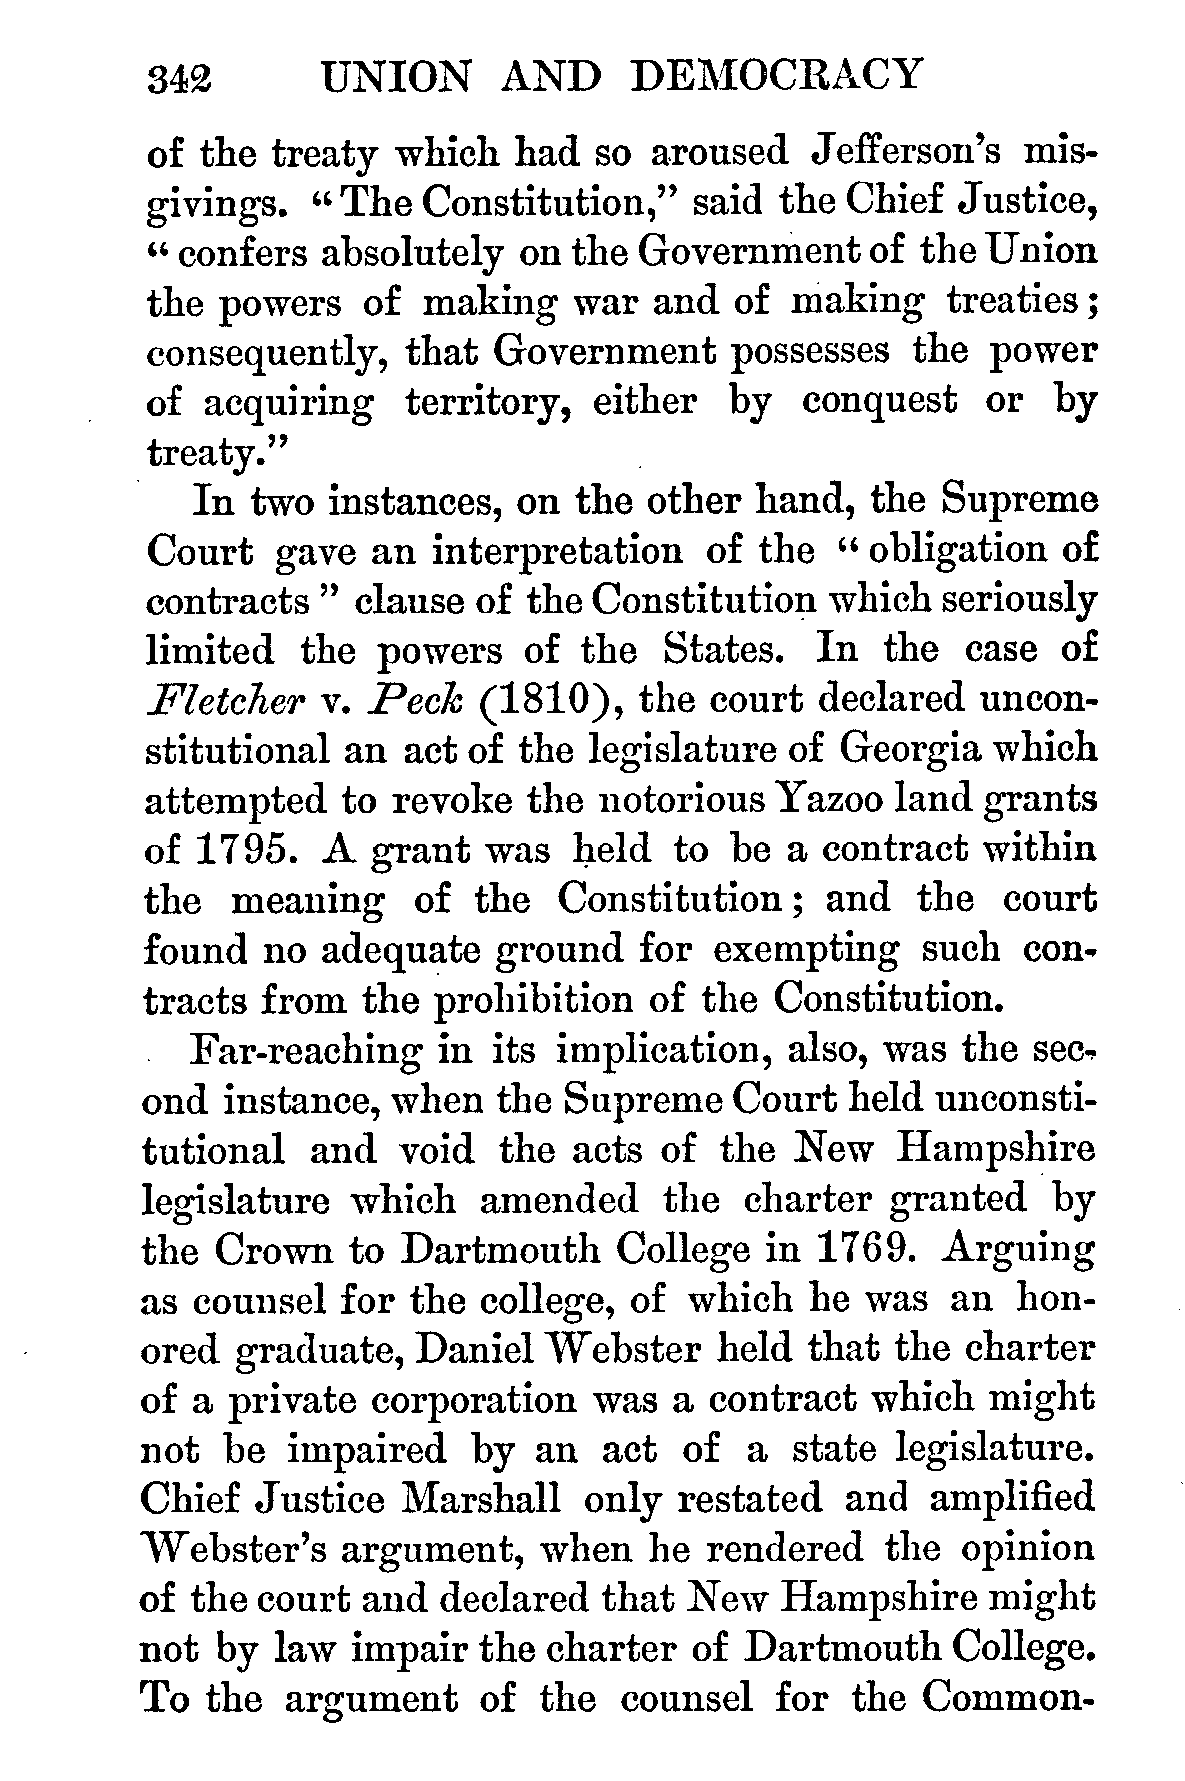 342 UNION AND DEMOCRACY
of the treaty which had so aroused Jefferson's mis-
givings. “The Constitution,” said the Chief Justice,
“confers absolutely on the Government of the Union
the powers of making war and of making treaties;
consequently, that Government possesses the power
of acquiring territory, either by conquest or by
treaty.”
In two instances, on the other hand, the Supreme
Court gave an interpretation of the “obligation of
contracts” clause of the Constitution which seriously
limited the powers of the States. In the case of
Fletcher v. Peck (1810), the court declared uncon-
stitutional an act of the legislature of Georgia which
attempted to revoke the notorious Yazoo land grants
of 1795. A grant was held to be a contract within
the meaning of the Constitution; and the court
found no adequate ground for exempting such con-
tracts from the prohibition of the Constitution.
Far-reaching in its implication, also, was the sec-
ond instance, when the Supreme Court held unconsti-
tutional and void the acts of the New Hampshire
legislature which amended the charter granted by
the Crown to Dartmouth College in 1769. Arguing
as counsel for the college, of which he was an hon-
ored graduate, Daniel Webster held that the charter
of a private corporation was a contract which might
not be impaired by an act of a state legislature.
Chief Justice Marshall only restated and amplified
Webster's argument, when he rendered the opinion
of the court and declared that New Hampshire might
not by law impair the charter of Dartmouth College.
To the argument of the counsel for the Common-